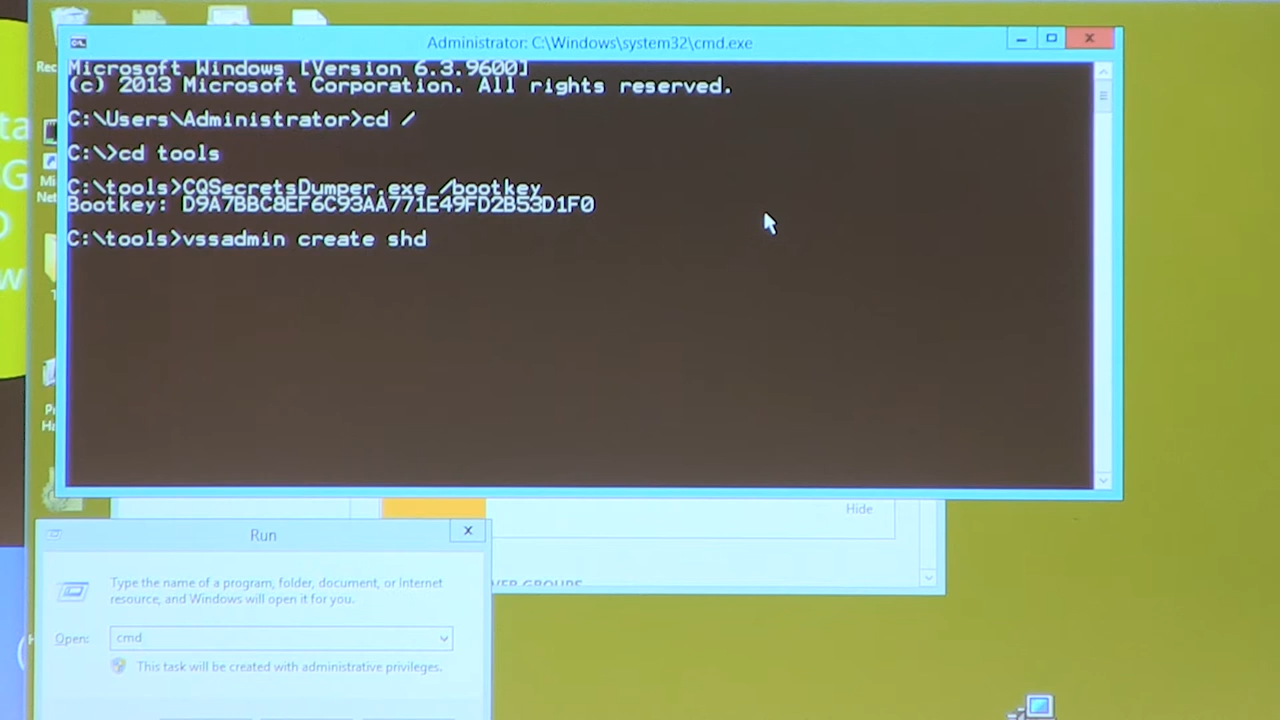 Administrator: C:\Windows\system32\cmd.exe
Microsoft Windows [Version 6.3.9600]
(c) 2013 Microsoft Corporation. All rights reserved.
C:\Users\Administrator>cd /
C:\>cd tools
C:\tools>CQSecretsDumper.exe /bootkey
Bootkey: D9A7BBC8EF6C93AA771E49FD2B53D1F0
C:\tools>vssadmin create shd
Hide
Run
Type the name of a program, folder, document, or Internet
resource, and Windows will open it for you.
Open: cmd
This task will be created with administrative privileges.